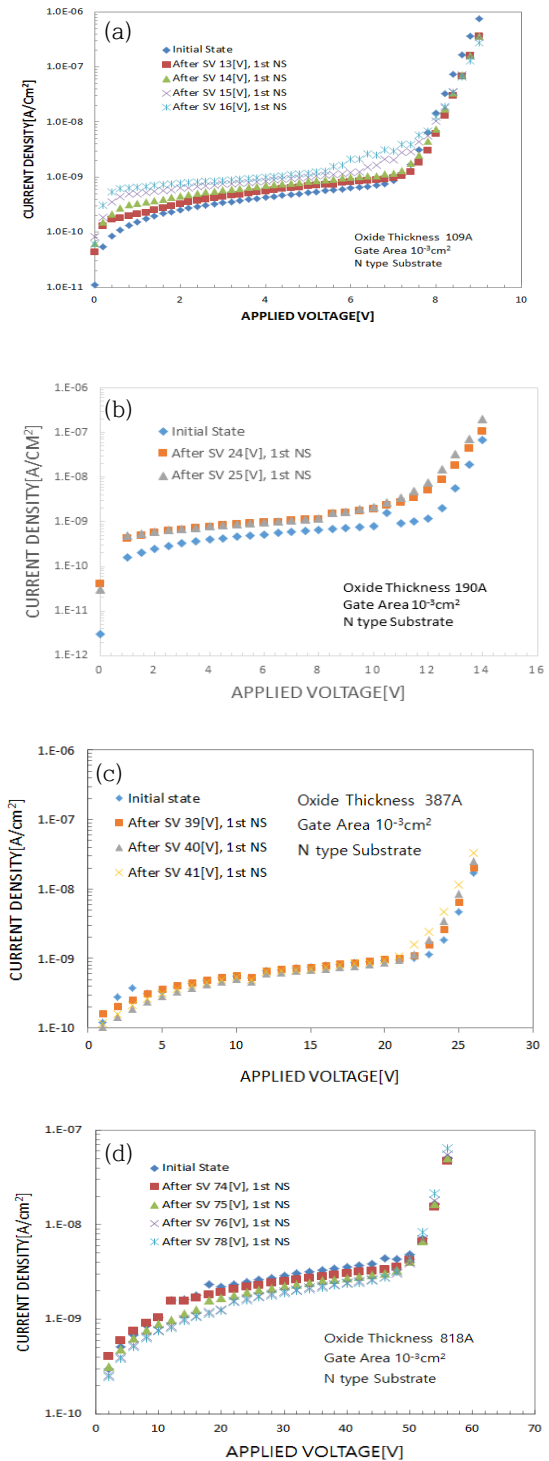 (a)
1.E-06
1.E-07
1.E-08
1.E-09
1.E-10
1.E-11
CURRENT DENSITY[A/cm²]
Initial State
After SV 13[V], 1st NS
After SV 14[V], 1st NS
After SV 15[V], 1st NS
After SV 16[V], 1st NS
Oxide Thickness 109A
Gate Area 10⁻³cm²
N type Substrate
0 2 4 6 8 10
APPLIED VOLTAGE[V]
(b)
1.E-06
1.E-07
1.E-08
1.E-09
1.E-10
1.E-11
1.E-12
CURRENT DENSITY[A/CM²]
Initial State
After SV 24[V], 1st NS
After SV 25[V], 1st NS
Oxide Thickness 190A
Gate Area 10⁻³cm²
N type Substrate
0 2 4 6 8 10 12 14 16
APPLIED VOLTAGE[V]
(c)
1.E-06
1.E-07
1.E-08
1.E-09
1.E-10
CURRENT DENSITY[A/cm²]
Initial state
After SV 39[V], 1st NS
After SV 40[V], 1st NS
After SV 41[V], 1st NS
Oxide Thickness 387A
Gate Area 10⁻³cm²
N type Substrate
0 5 10 15 20 25 30
APPLIED VOLTAGE[V]
(d)
1.E-07
1.E-08
1.E-09
1.E-10
CURRENT DENSITY[A/cm²]
Initial State
After SV 74[V], 1st NS
After SV 75[V], 1st NS
After SV 76[V], 1st NS
After SV 78[V], 1st NS
Oxide Thickness 818A
Gate Area 10⁻³cm²
N type Substrate
0 10 20 30 40 50 60 70
APPLIED VOLTAGE[V]